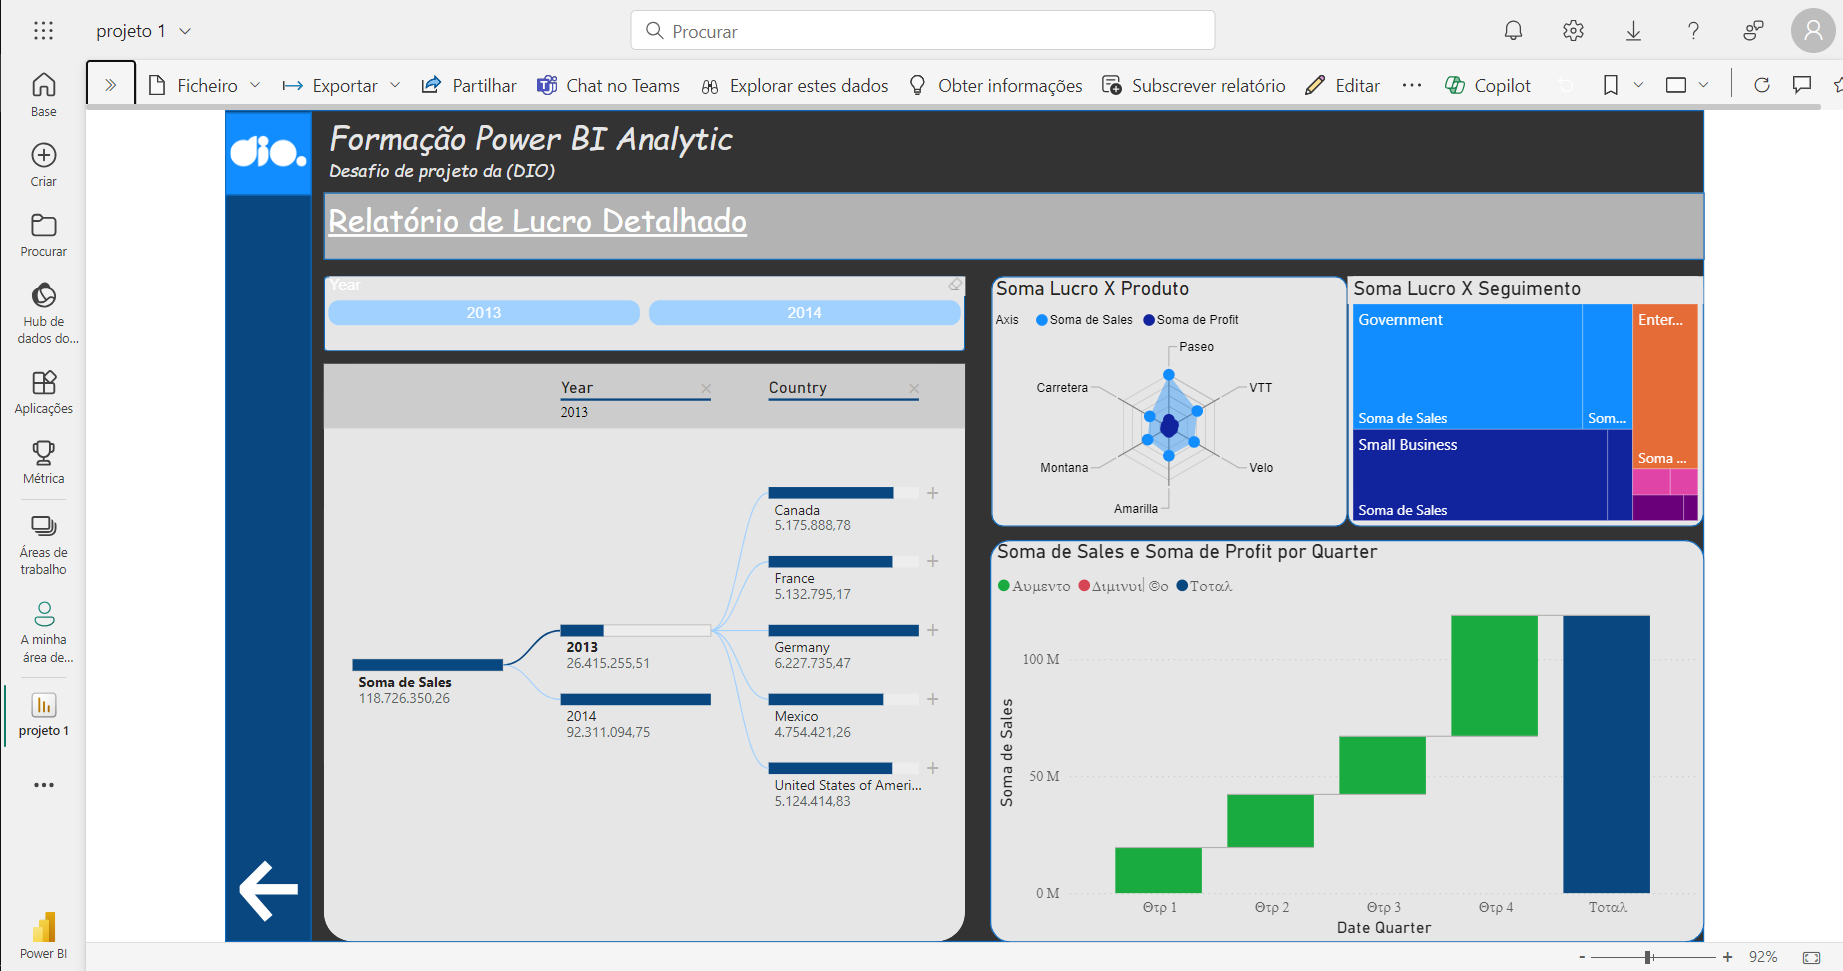 projeto 1
Procurar
Ficheiro
Exportar
Partilhar
Chat no Teams
Explorar estes dados
Obter informações
Subscrever relatório
Editar
Copilot
Base
Criar
Procurar
Hub de
dados do...
Aplicações
Métrica
Áreas de
trabalho
A minha
área de...
projeto 1
Power BI
dio.
Formação Power BI Analytic
Desafio de projeto da (DIO)
Relatório de Lucro Detalhado
Year
2013
2014
Year
2013
Country
Soma de Sales
118.726.350,26
2013
26.415.255,51
2014
92.311.094,75
Canada
5.175.888,78
France
5.132.795,17
Germany
6.227.735,47
Mexico
4.754.421,26
United States of Ameri...
5.124.414,83
Soma Lucro X Produto
Axis
Soma de Sales
Soma de Profit
Paseo
VTT
Velo
Amarilla
Montana
Carretera
Soma Lucro X Seguimento
Government
Soma de Sales
Som...
Small Business
Soma de Sales
Enter...
Soma ...
Soma de Sales e Soma de Profit por Quarter
Αυμεντο
Διμινυι| ©ο
Τοταλ
Soma de Sales
100 M
50 M
0 M
Θτρ 1
Θτρ 2
Θτρ 3
Θτρ 4
Τοταλ
Date Quarter
- + 92%